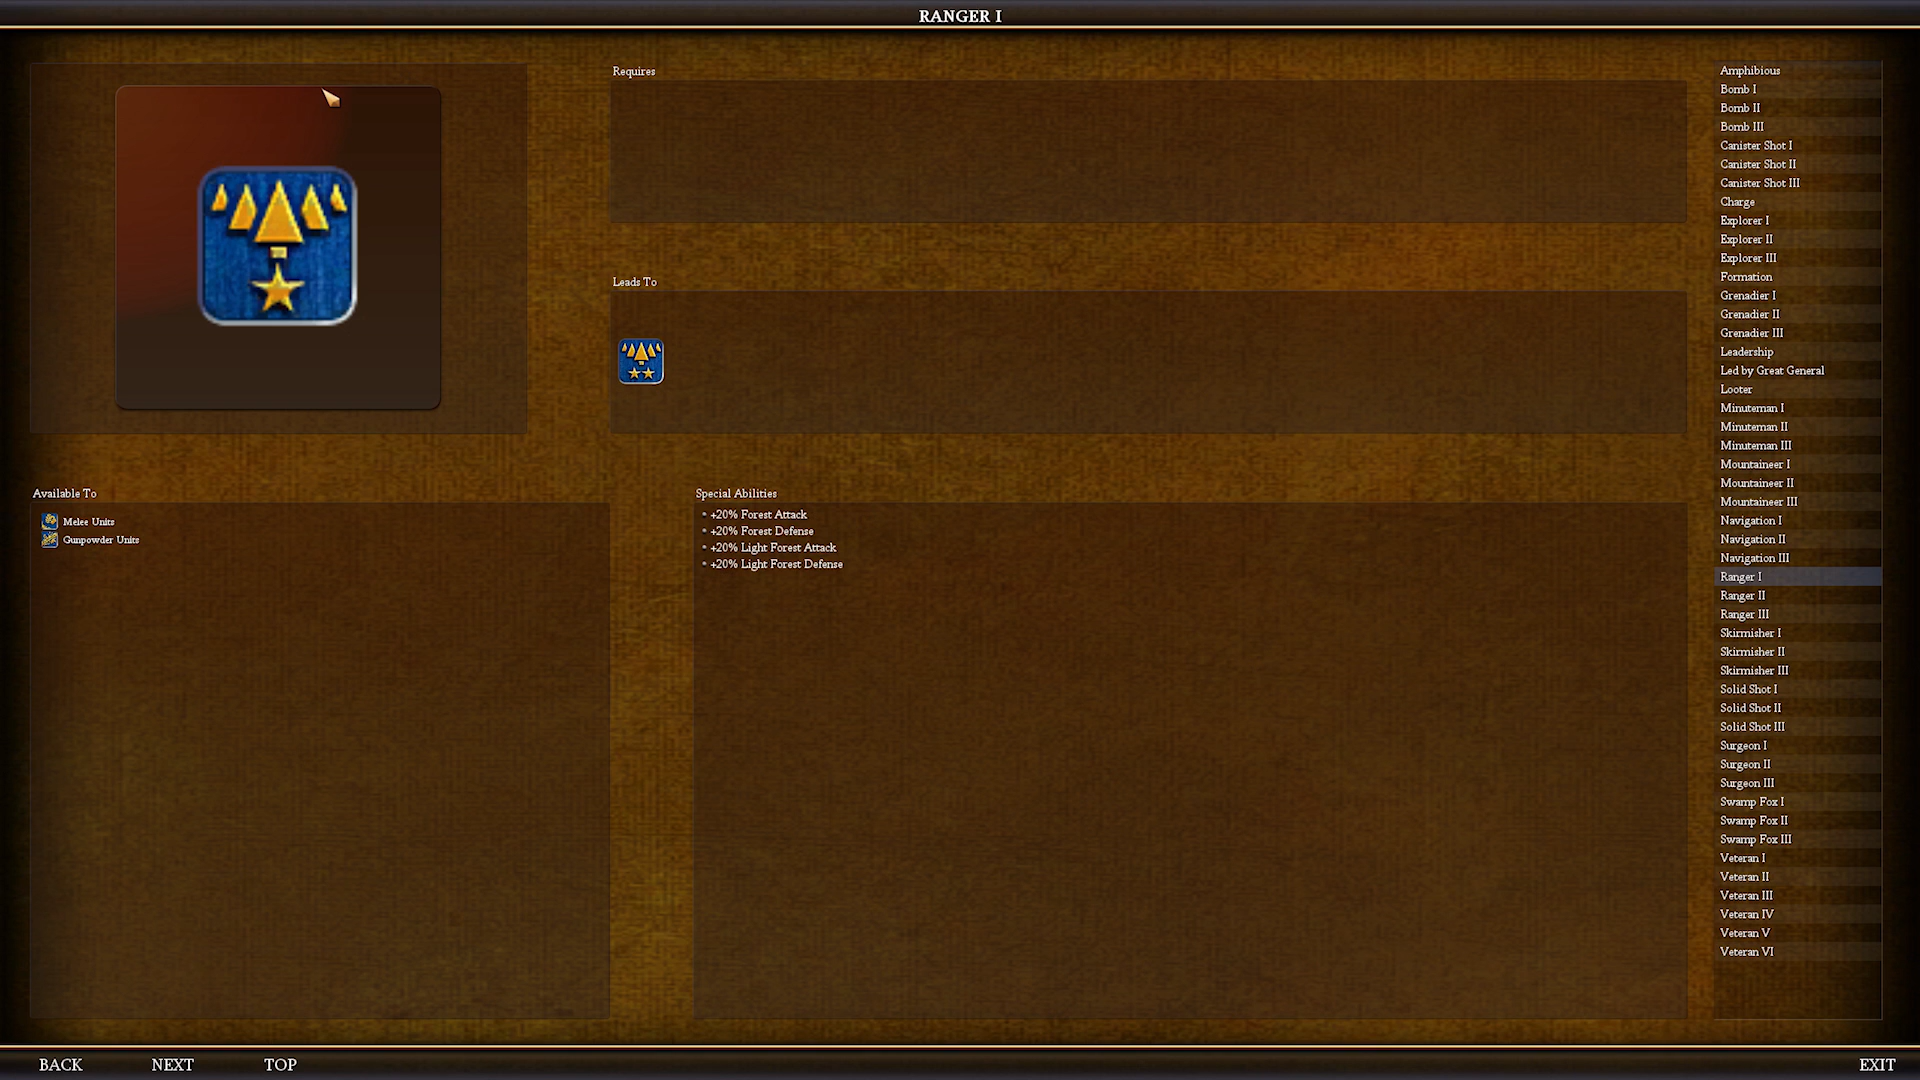 RANGER I
Requires
Leads To
Available To
Melee Units
Gunpowder Units
Special Abilities
+20% Forest Attack
+20% Forest Defense
+20% Light Forest Attack
+20% Light Forest Defense
Amphibious
Bomb I
Bomb II
Bomb III
Canister Shot I
Canister Shot II
Canister Shot III
Charge
Explorer I
Explorer II
Explorer III
Formation
Grenadier I
Grenadier II
Grenadier III
Leadership
Led by Great General
Looter
Minuteman I
Minuteman II
Minuteman III
Mountaineer I
Mountaineer II
Mountaineer III
Navigation I
Navigation II
Navigation III
Ranger I
Ranger II
Ranger III
Skirmisher I
Skirmisher II
Skirmisher III
Solid Shot I
Solid Shot II
Solid Shot III
Surgeon I
Surgeon II
Surgeon III
Swamp Fox I
Swamp Fox II
Swamp Fox III
Veteran I
Veteran II
Veteran III
Veteran IV
Veteran V
Veteran VI
BACK NEXT TOP EXIT